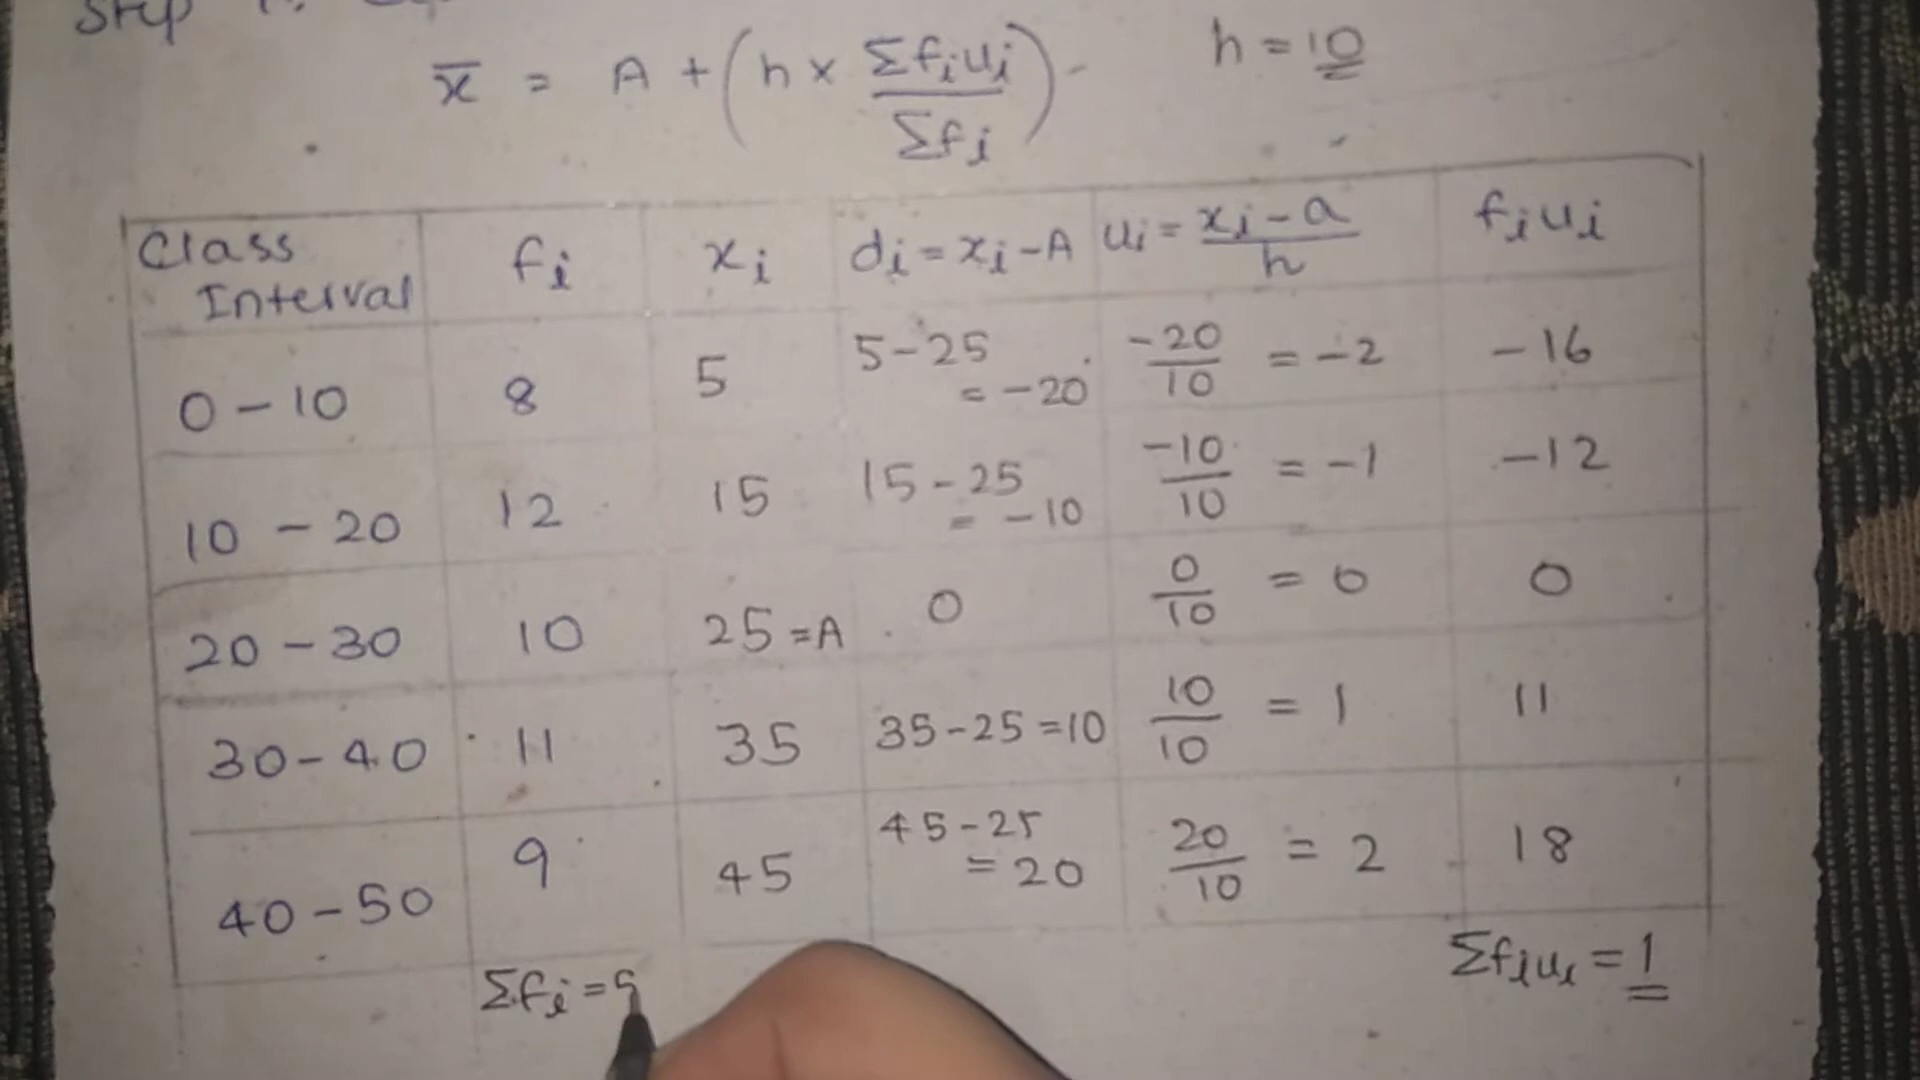 Step
x̄ = A + (h × Σfiui / Σfi) h = 10
Class Interval fi xi di = xi - A ui = xi - a / h fiui
0 - 10 8 5 5 - 25 = -20 -20/10 = -2 -16
10 - 20 12 15 15 - 25 = -10 -10/10 = -1 -12
20 - 30 10 25 = A 0 0/10 = 0 0
30 - 40 11 35 35 - 25 = 10 10/10 = 1 11
40 - 50 9 45 45 - 25 = 20 20/10 = 2 18
Σfi = 5 Σfiui = 1